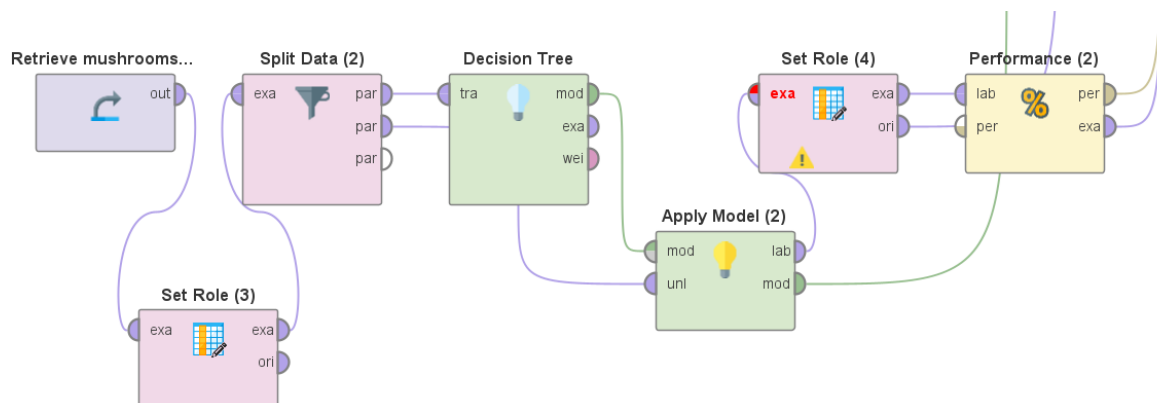 Retrieve mushrooms...
out
Split Data (2)
exa
par
par
par
Decision Tree
tra
mod
exa
wei
Set Role (4)
exa
exa
ori
Performance (2)
lab
per
%
per
exa
Apply Model (2)
mod
lab
unl
mod
Set Role (3)
exa
exa
ori